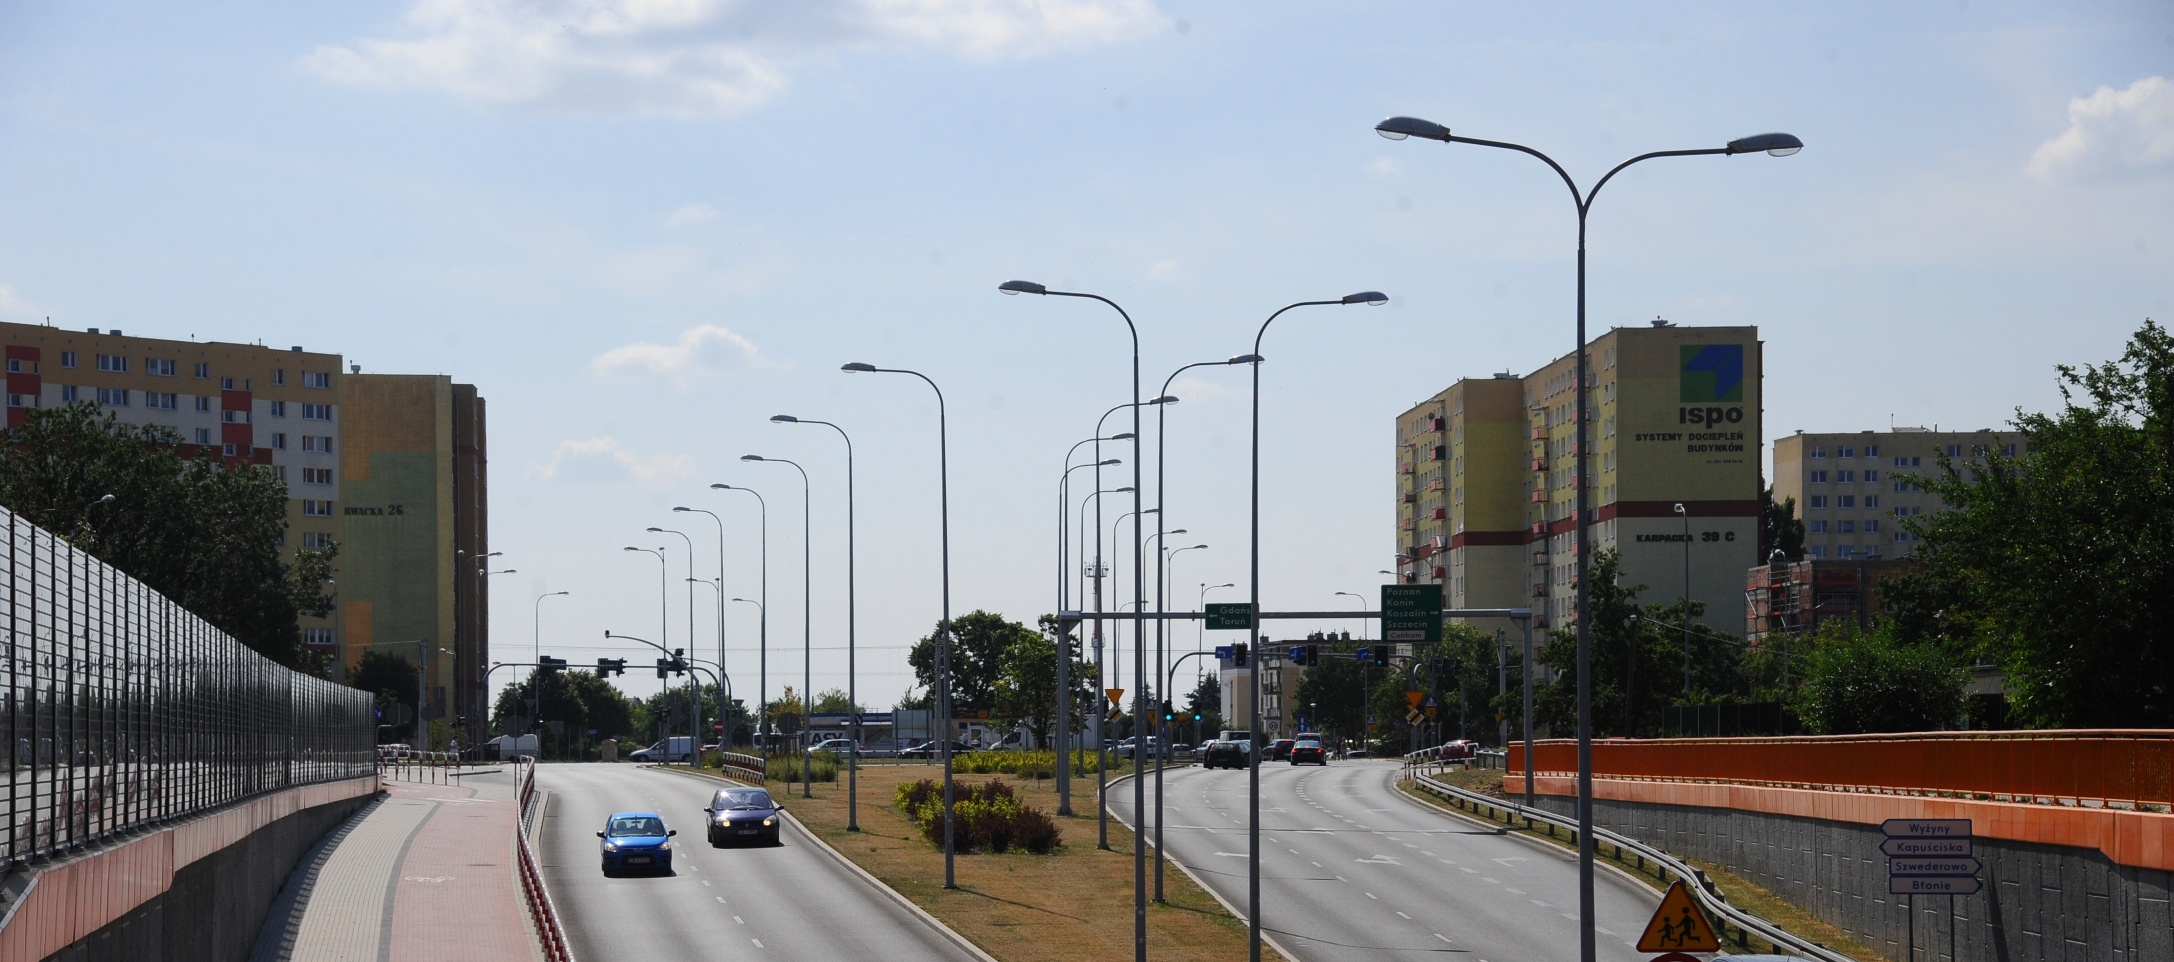 ispo
SYSTEMY DOCIEPLEŃ
BUDYNKÓW
RWACKA 26
KARPACKA 39 C
Gdańsk
Toruń
Poznań
Konin
Koszalin
Szczecin
Centrum
Wyżyny
Kapuściska
Szwederowo
Błonie